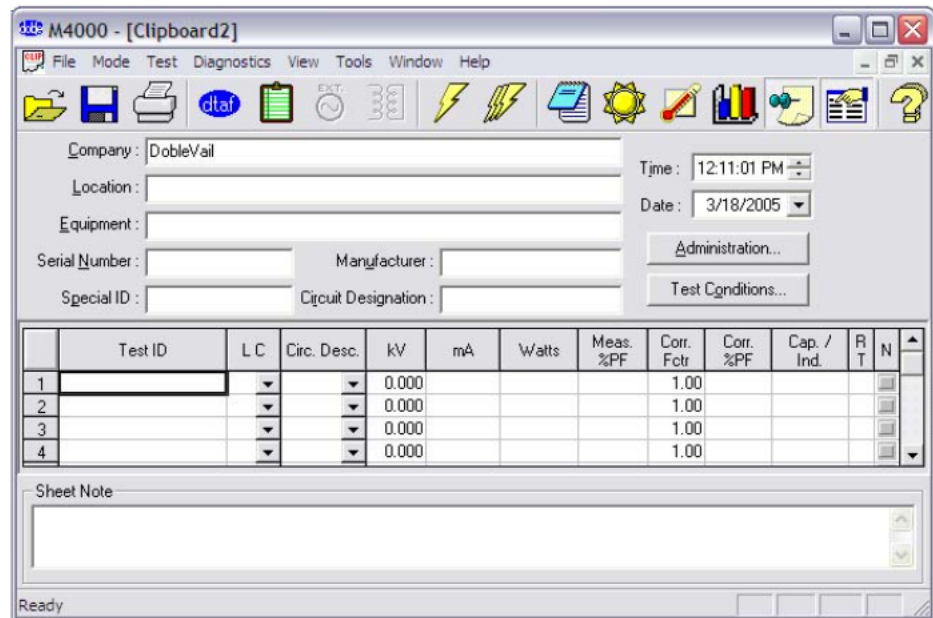 doble M4000 - [Clipboard2]
CLIP File Mode Test Diagnostics View Tools Window Help
dtaf EXT.
Company : DobleVail
Time : 12:11:01 PM
Location :
Date : 3/18/2005
Equipment :
Administration...
Serial Number : Manufacturer :
Test Conditions...
Special ID : Circuit Designation :
Test ID L C Circ. Desc. kV mA Watts Meas. %PF Corr. Fctr Corr. %PF Cap. / Ind. R T N
1 0.000 1.00
2 0.000 1.00
3 0.000 1.00
4 0.000 1.00
Sheet Note
Ready